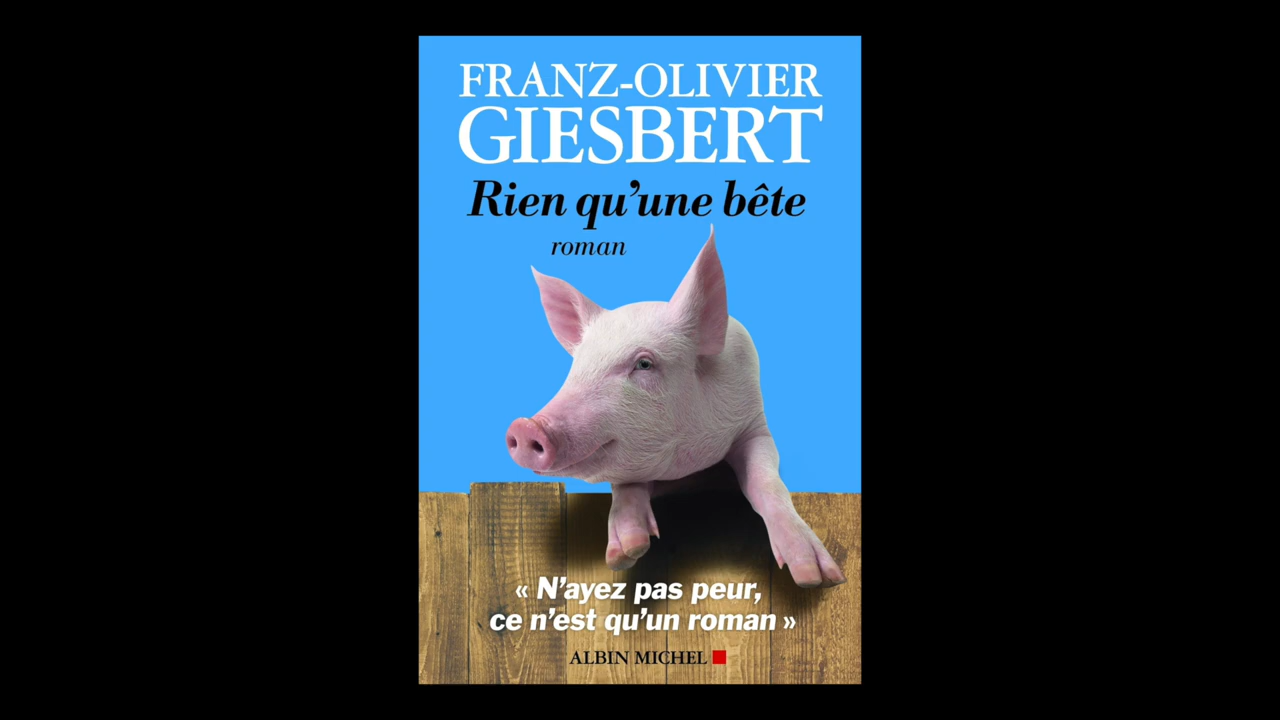 FRANZ-OLIVIER
GIESBERT
Rien qu’une bête
roman
« N’ayez pas peur,
ce n’est qu’un roman »
ALBIN MICHEL